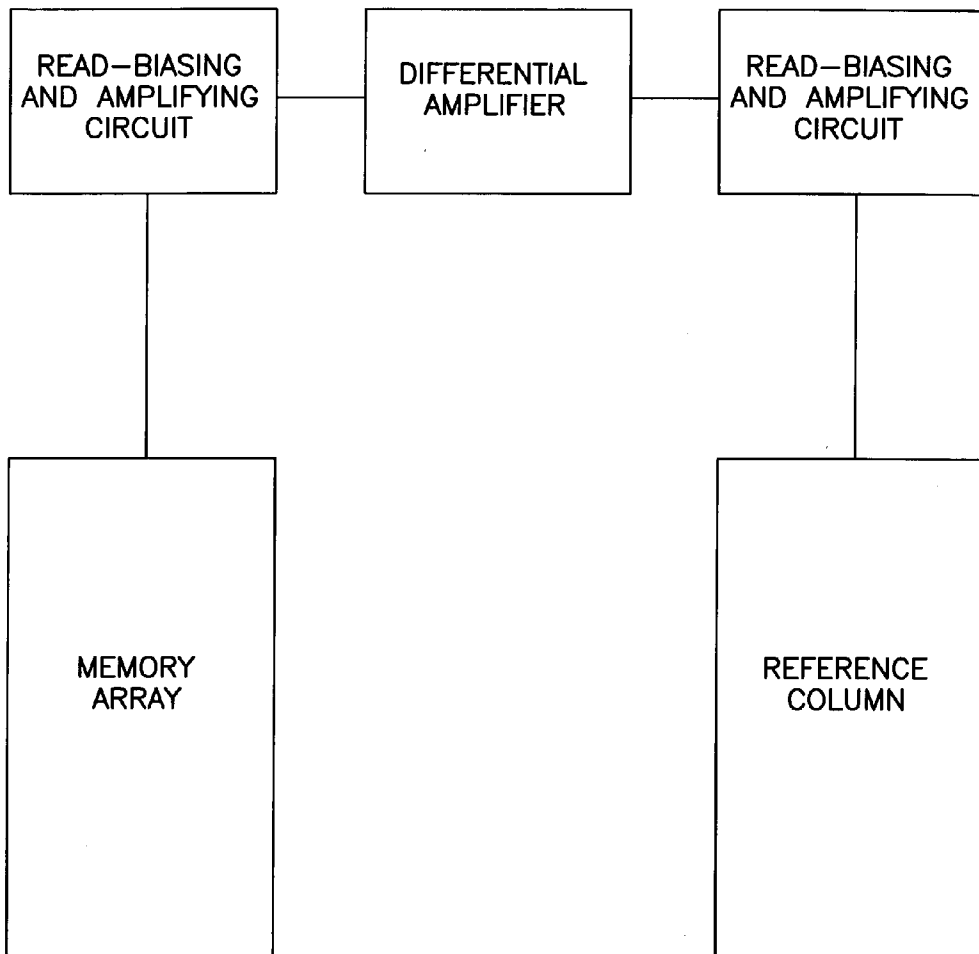 READ–BIASING
AND AMPLIFYING
CIRCUIT
DIFFERENTIAL
AMPLIFIER
READ–BIASING
AND AMPLIFYING
CIRCUIT
MEMORY
ARRAY
REFERENCE
COLUMN